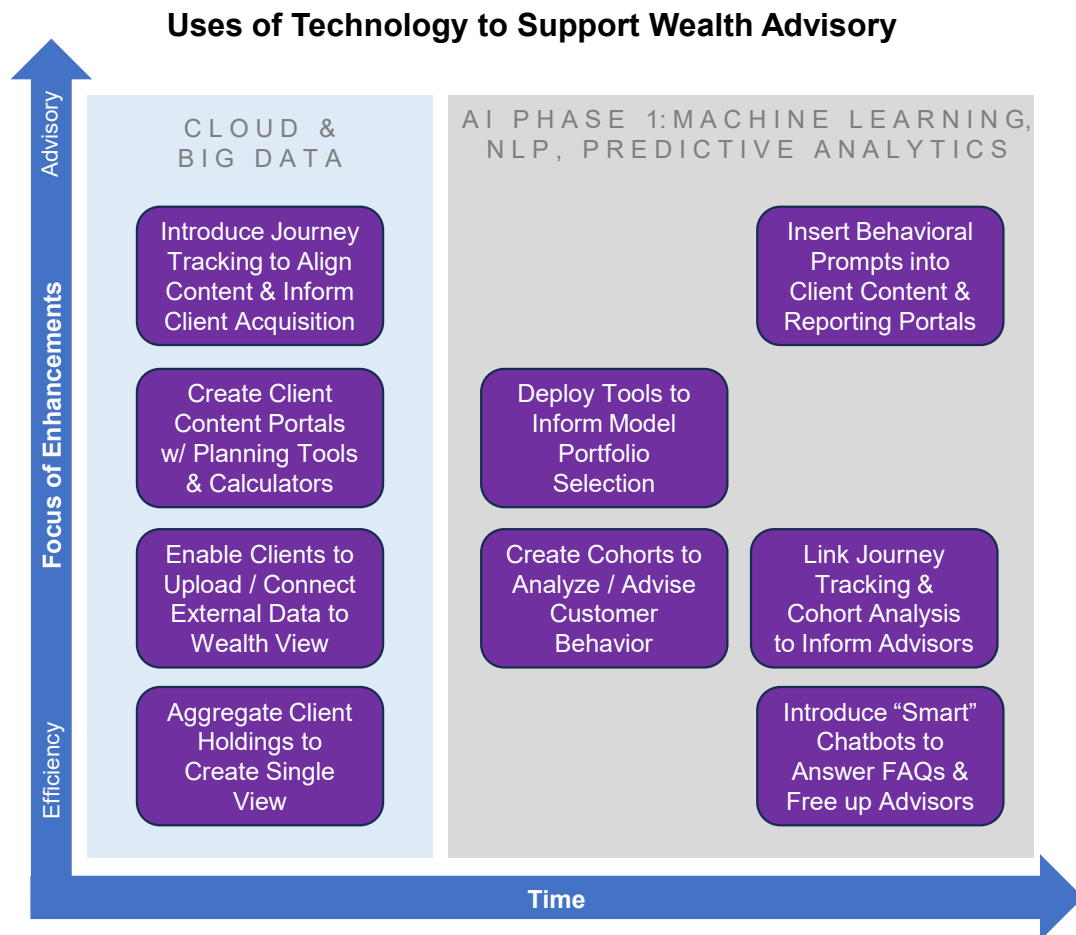 Uses of Technology to Support Wealth Advisory
Advisory
Focus of Enhancements
Efficiency
CLOUD &
BIG DATA
Introduce Journey
Tracking to Align
Content & Inform
Client Acquisition
Create Client
Content Portals
w/ Planning Tools
& Calculators
Enable Clients to
Upload / Connect
External Data to
Wealth View
Aggregate Client
Holdings to
Create Single
View
AI PHASE 1: MACHINE LEARNING,
NLP, PREDICTIVE ANALYTICS
Insert Behavioral
Prompts into
Client Content &
Reporting Portals
Deploy Tools to
Inform Model
Portfolio
Selection
Create Cohorts to
Analyze / Advise
Customer
Behavior
Link Journey
Tracking &
Cohort Analysis
to Inform Advisors
Introduce “Smart”
Chatbots to
Answer FAQs &
Free up Advisors
Time